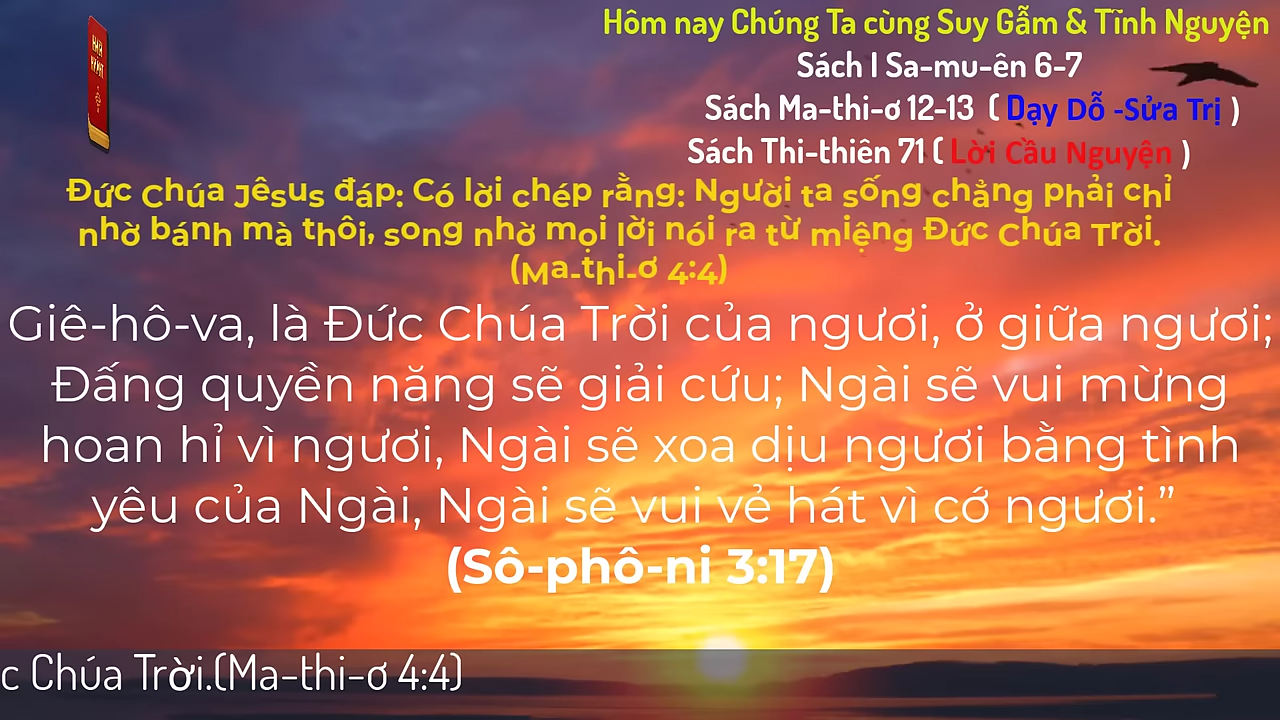 Hôm nay Chúng Ta cùng Suy Gẫm & Tĩnh Nguyện
Sách I Sa-mu-ên 6-7
Sách Ma-thi-ơ 12-13 ( Dạy Dỗ -Sửa Trị )
Sách Thi-thiên 71 ( Lời Cầu Nguyện )
Đức Chúa Jêsus đáp: Có lời chép rằng: Người ta sống chẳng phải chỉ
nhờ bánh mà thôi, song nhờ mọi lời nói ra từ miệng Đức Chúa Trời.
(Ma-thi-ơ 4:4)
Giê-hô-va, là Đức Chúa Trời của ngươi, ở giữa ngươi;
Đấng quyền năng sẽ giải cứu; Ngài sẽ vui mừng
hoan hỉ vì ngươi, Ngài sẽ xoa dịu ngươi bằng tình
yêu của Ngài, Ngài sẽ vui vẻ hát vì cớ ngươi.”
(Sô-phô-ni 3:17)
c Chúa Trời.(Ma-thi-ơ 4:4)